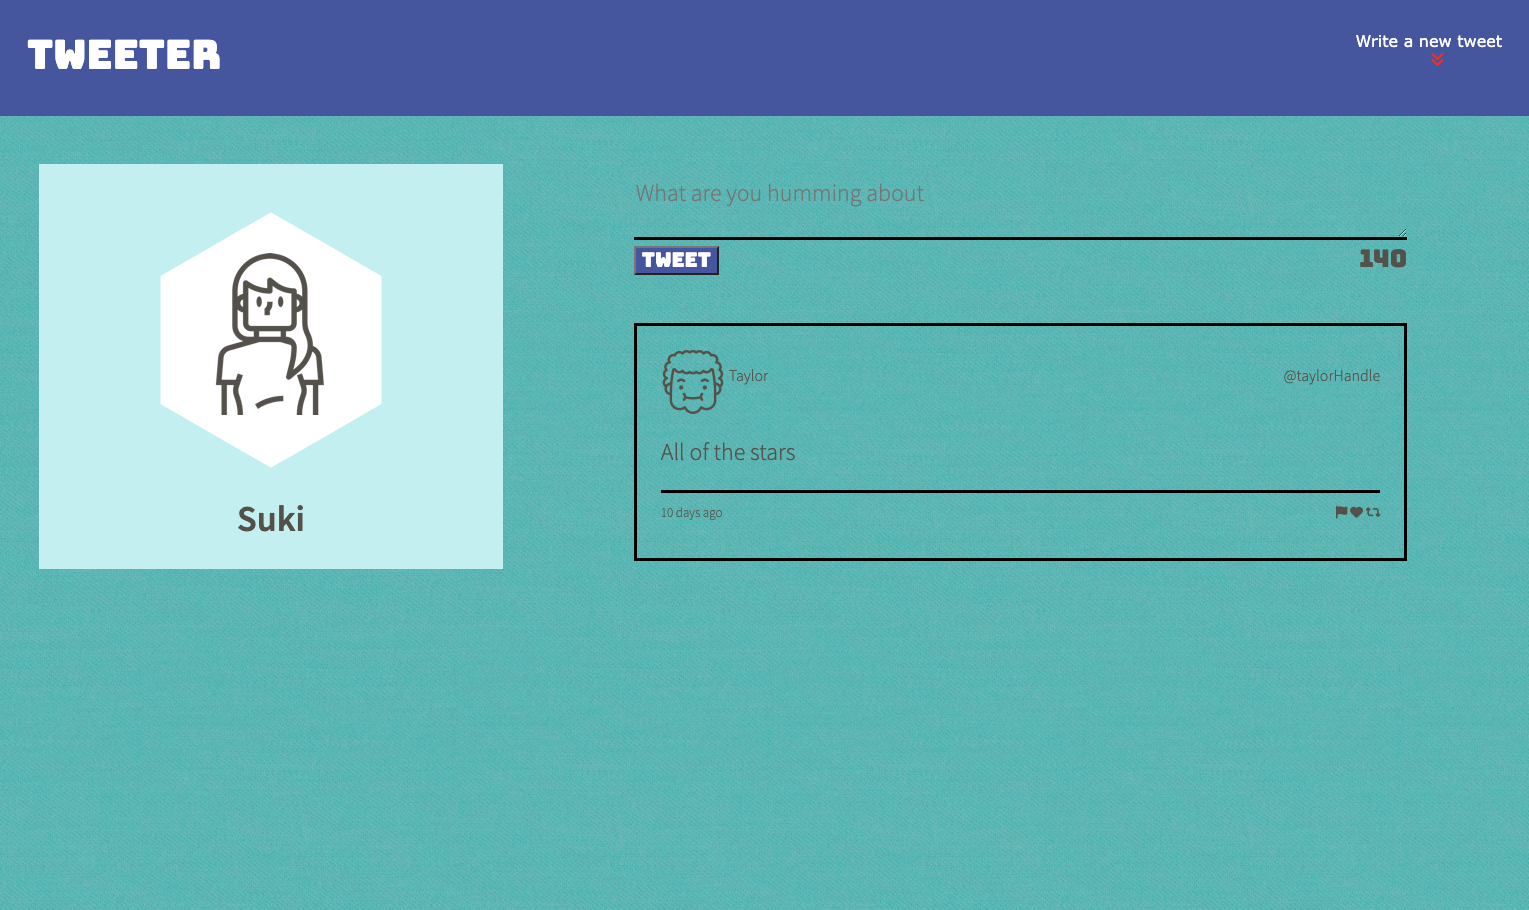 TWEETER
Write a new tweet
Suki
What are you humming about
TWEET
140
Taylor
@taylorHandle
All of the stars
10 days ago